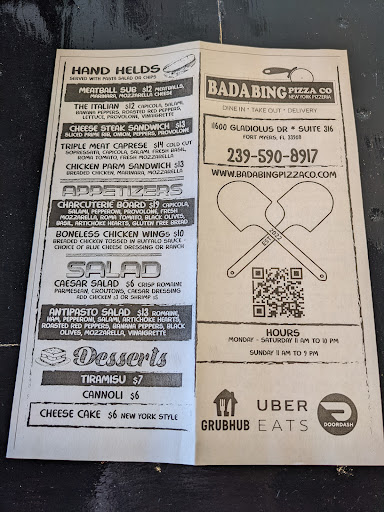 HAND HELDS
SERVED WITH PASTA SALAD OR CHIPS
MEATBALL SUB $12 MEATBALLS,
MARINARA, MOZZARELLA CHEESE
THE ITALIAN $12 CAPICOLA, SALAMI,
BANANA PEPPERS, ROASTED RED PEPPERS,
LETTUCE, PROVOLONE, VINAIGRETTE
CHEESE STEAK SANDWICH $13
SLICED PRIME RIB, ONION, PEPPERS, PROVOLONE
TRIPLE MEAT CAPRESE $14 COLD CUT
SOPRASSATA, CAPICOLA, SALAMI, FRESH BASIL,
ROMA TOMATO, FRESH MOZZARELLA
CHICKEN PARM SANDWICH $13
BREADED CHICKEN, MARINARA, MOZZARELLA
APPETIZERS
CHARCUTERIE BOARD $19 CAPICOLA,
SALAMI, PEPPERONI, PROVOLONE, FRESH
MOZZARELLA, ROMA TOMATO, BLACK OLIVES,
BASIL, ARTICHOKE HEARTS, GLUTEN FREE BREAD
BONELESS CHICKEN WINGS $10
BREADED CHICKEN TOSSED IN BUFFALO SAUCE -
CHOICE OF BLUE CHEESE DRESSING OR RANCH
SALAD
CAESAR SALAD $6 CRISP ROMAINE
PARMESEAN, CROUTONS, CAESAR DRESSING
ADD CHICKEN $3 OR SHRIMP $5
ANTIPASTO SALAD $13 ROMAINE,
HAM, PEPPERONI, SALAMI, ARTICHOKE HEARTS,
ROASTED RED PEPPERS, BANANA PEPPERS, BLACK
OLIVES, MOZZARELLA, VINAIGRETTE
Desserts
TIRAMISU $7
CANNOLI $6
CHEESE CAKE $6 NEW YORK STYLE
BADABING PIZZA CO
NEW YORK PIZZERIA
DINE IN * TAKE OUT * DELIVERY
11600 GLADIOLUS DR * SUITE 316
FORT MYERS, FL 33908
239-590-8917
WWW.BADABINGPIZZACO.COM
HOURS
MONDAY - SATURDAY 11 AM TO 10 PM
SUNDAY 11 AM TO 9 PM
GRUBHUB
UBER
EATS
DOORDASH